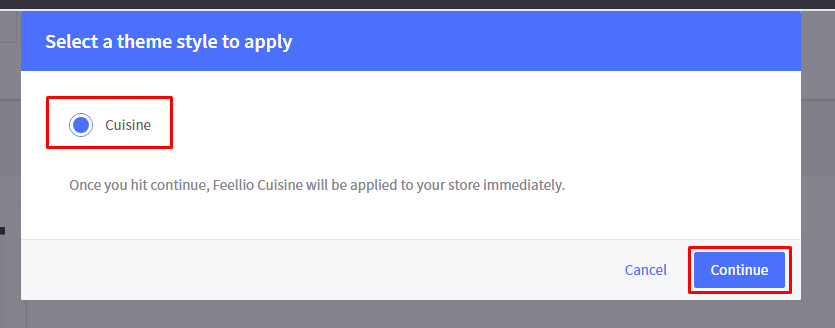 Select a theme style to apply
Cuisine
Once you hit continue, Feellio Cuisine will be applied to your store immediately.
Cancel
Continue